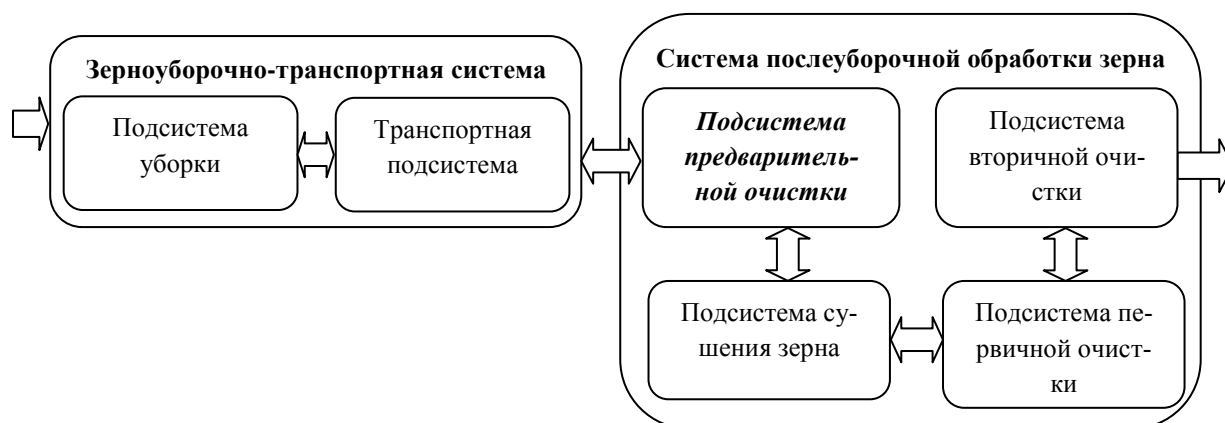 Зерноуборочно-транспортная система
Подсистема
уборки
Транспортная
подсистема
Система послеуборочной обработки зерна
Подсистема
предваритель-
ной очистки
Подсистема
вторичной очи-
стки
Подсистема су-
шения зерна
Подсистема пе-
рвичной очист-
ки